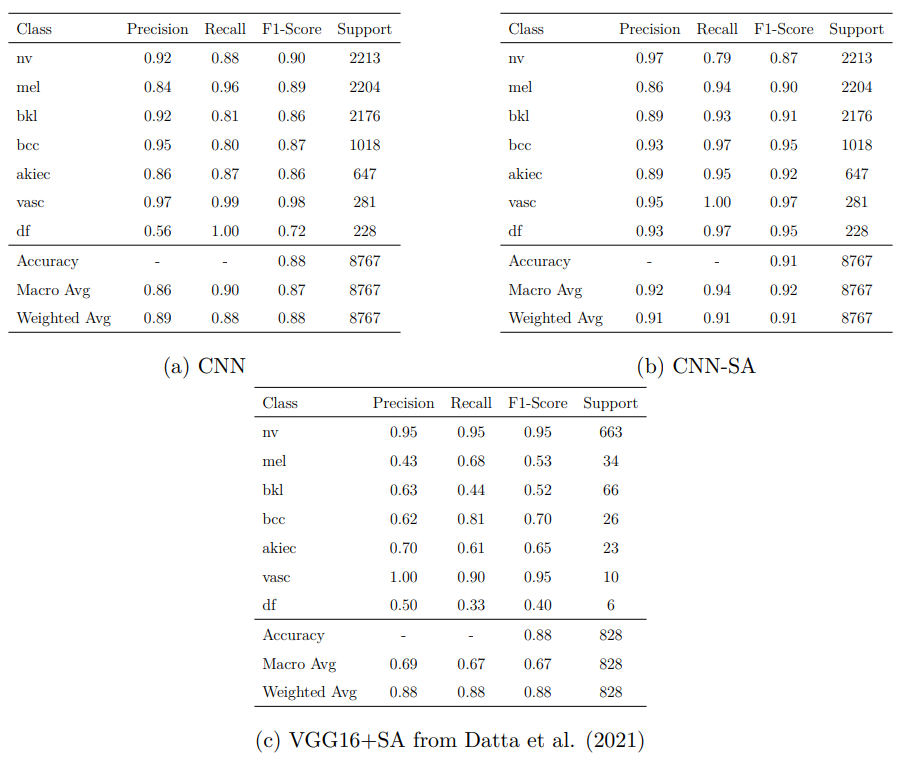 Class Precision Recall F1-Score Support
nv 0.92 0.88 0.90 2213
mel 0.84 0.96 0.89 2204
bkl 0.92 0.81 0.86 2176
bcc 0.95 0.80 0.87 1018
akiec 0.86 0.87 0.86 647
vasc 0.97 0.99 0.98 281
df 0.56 1.00 0.72 228
Accuracy - - 0.88 8767
Macro Avg 0.86 0.90 0.87 8767
Weighted Avg 0.89 0.88 0.88 8767
(a) CNN
Class Precision Recall F1-Score Support
nv 0.97 0.79 0.87 2213
mel 0.86 0.94 0.90 2204
bkl 0.89 0.93 0.91 2176
bcc 0.93 0.97 0.95 1018
akiec 0.89 0.95 0.92 647
vasc 0.95 1.00 0.97 281
df 0.93 0.97 0.95 228
Accuracy - - 0.91 8767
Macro Avg 0.92 0.94 0.92 8767
Weighted Avg 0.91 0.91 0.91 8767
(b) CNN-SA
Class Precision Recall F1-Score Support
nv 0.95 0.95 0.95 663
mel 0.43 0.68 0.53 34
bkl 0.63 0.44 0.52 66
bcc 0.62 0.81 0.70 26
akiec 0.70 0.61 0.65 23
vasc 1.00 0.90 0.95 10
df 0.50 0.33 0.40 6
Accuracy - - 0.88 828
Macro Avg 0.69 0.67 0.67 828
Weighted Avg 0.88 0.88 0.88 828
(c) VGG16+SA from Datta et al. (2021)